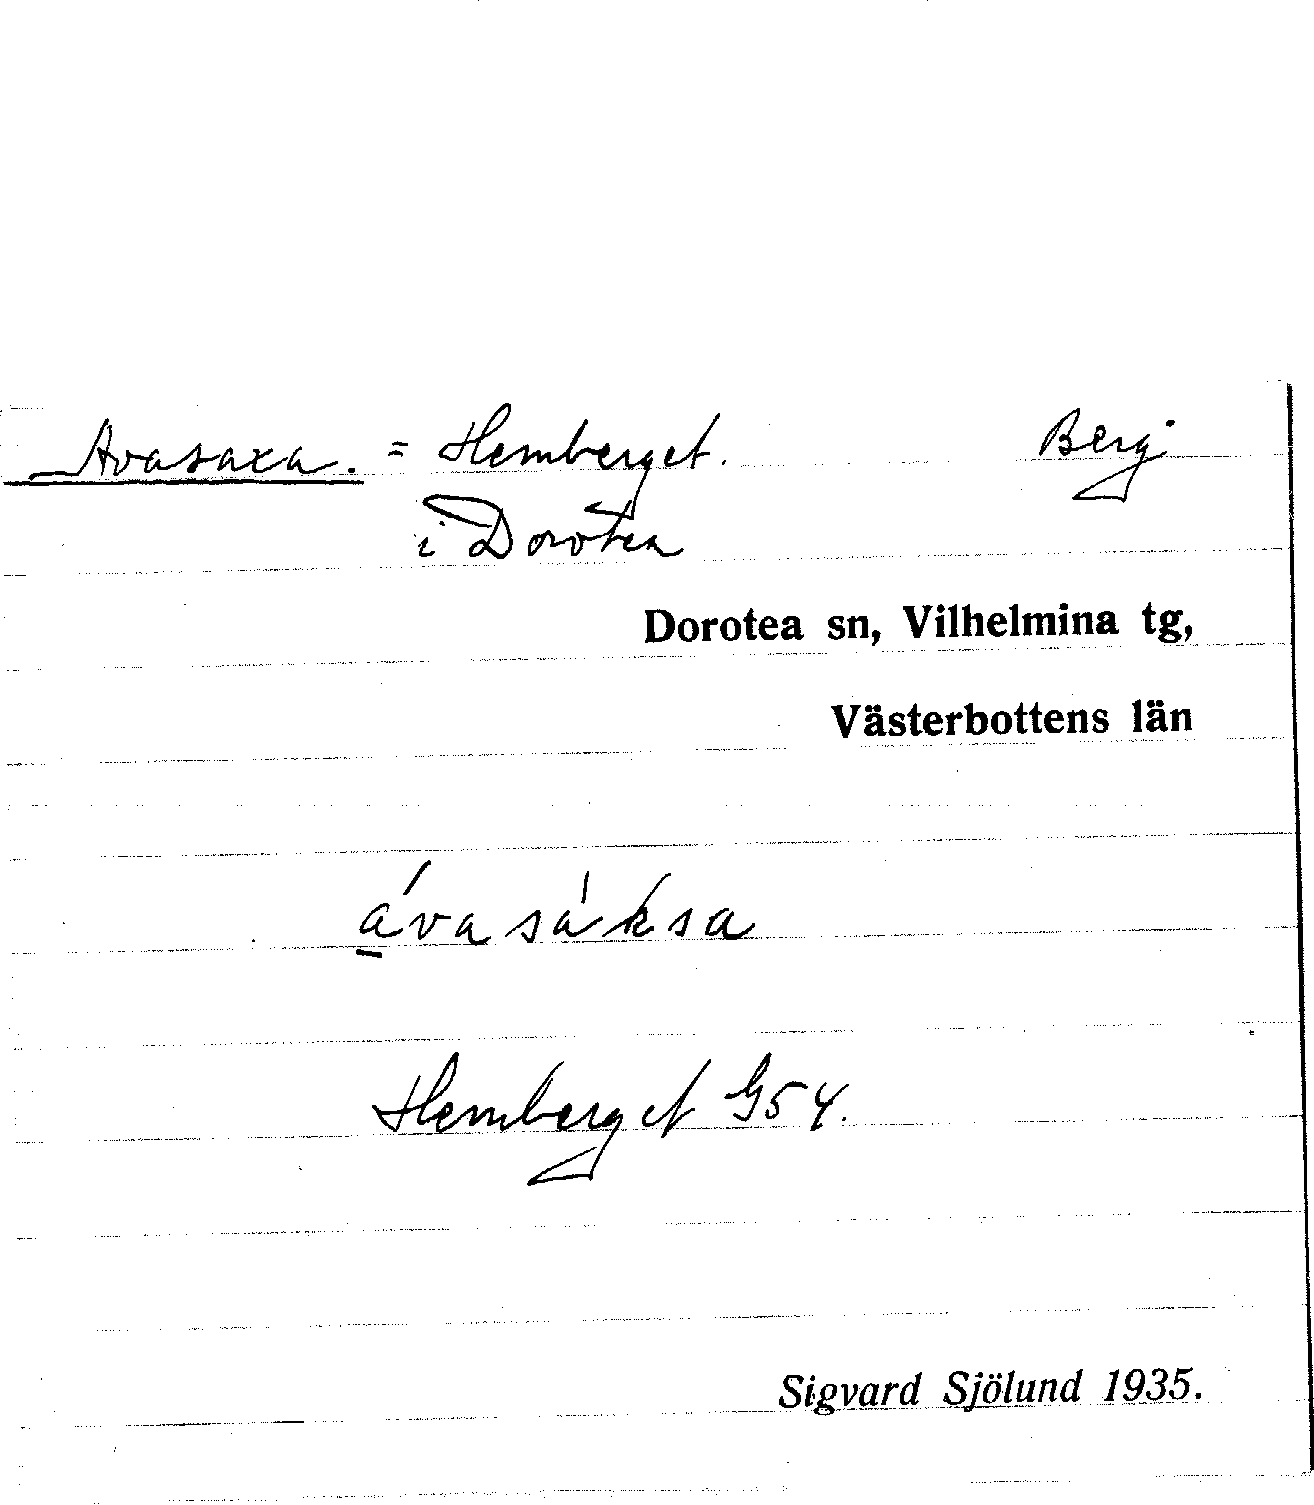 Avasaxa. = Hemberget. Berg
i Dorotea
Dorotea sn, Vilhelmina tg,
Västerbottens län
ávasáksa
Hemberget G54.
Sigvard Sjölund 1935.